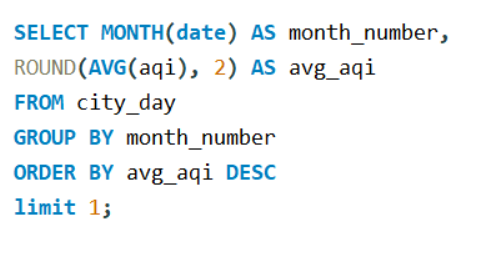 SELECT MONTH(date) AS month_number,
ROUND(AVG(aqi), 2) AS avg_aqi
FROM city_day
GROUP BY month_number
ORDER BY avg_aqi DESC
limit 1;